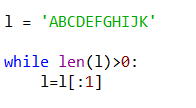 l = 'ABCDEFGHIJK'
while len(l)>0:
    l=l[:1]